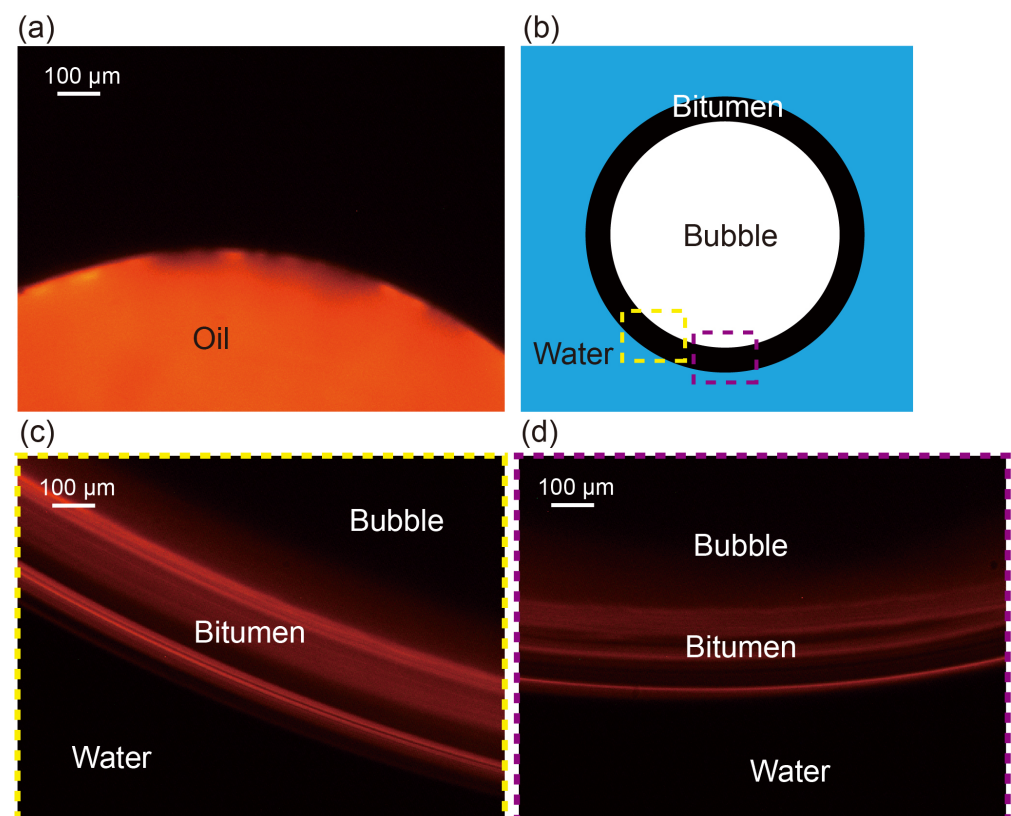 (a)
100 µm
Oil
(b)
Bitumen
Bubble
Water
(c)
100 µm
Bubble
Bitumen
Water
(d)
100 µm
Bubble
Bitumen
Water